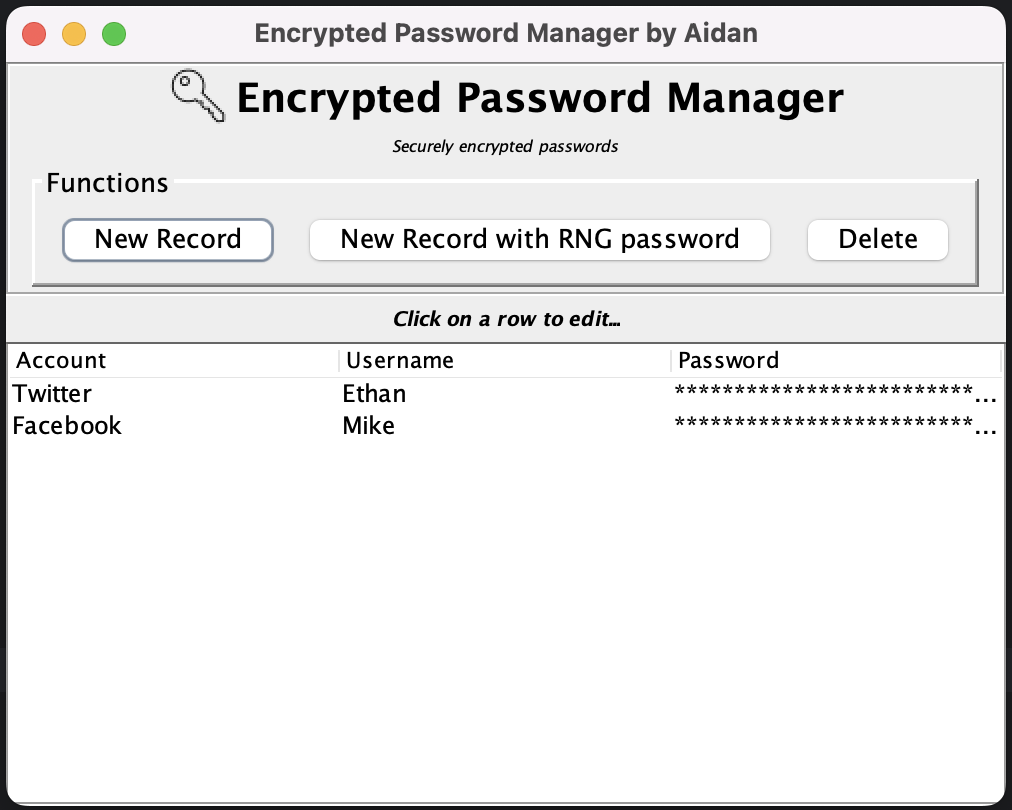 Encrypted Password Manager by Aidan
Encrypted Password Manager
Securely encrypted passwords
Functions
New Record New Record with RNG password Delete
Click on a row to edit...
Account Username Password
Twitter Ethan *************************...
Facebook Mike *************************...